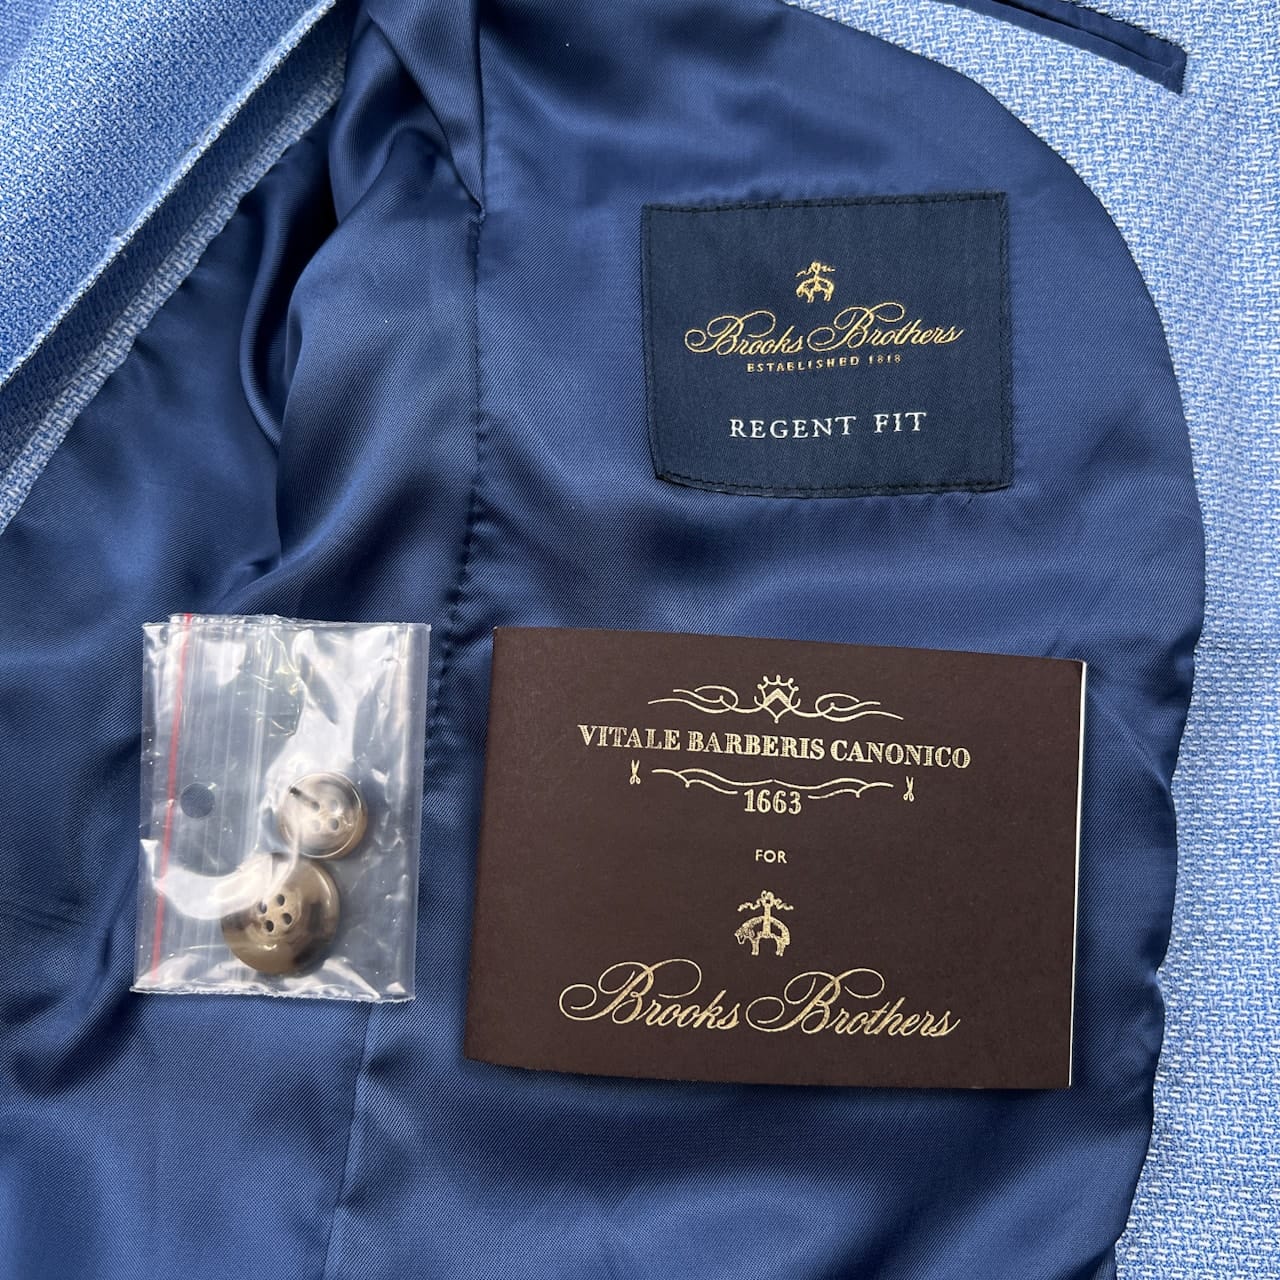 Brooks Brothers
ESTABLISHED 1818
REGENT FIT
VITALE BARBERIS CANONICO
1663
FOR
Brooks Brothers